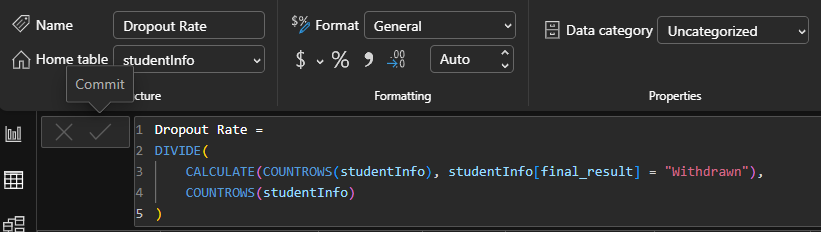 Name Dropout Rate $% Format General Data category Uncategorized
Home table studentInfo $ % , .00 .0 Auto
Commit
cture Formatting Properties
1 Dropout Rate =
2 DIVIDE(
3 CALCULATE(COUNTROWS(studentInfo), studentInfo[final_result] = "Withdrawn"),
4 COUNTROWS(studentInfo)
5 )